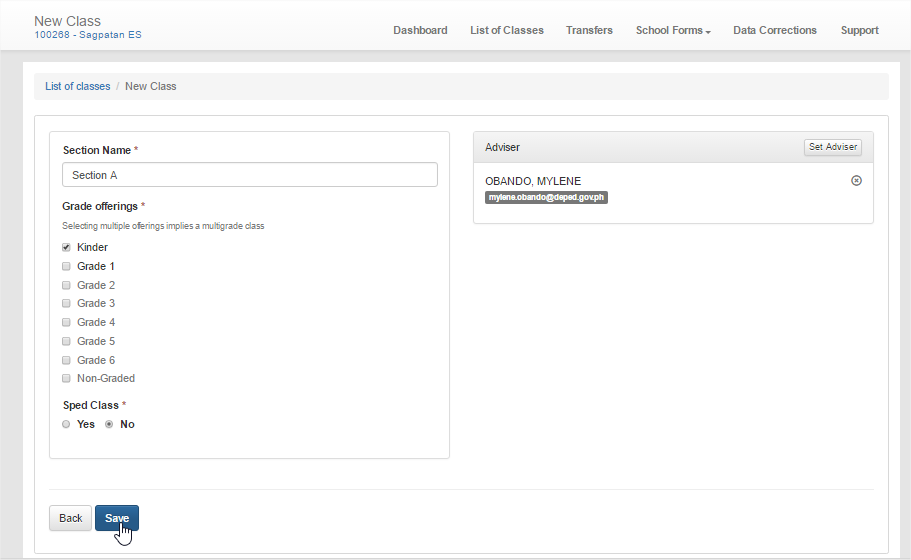 New Class
100268 - Sagpatan ES
Dashboard List of Classes Transfers School Forms Data Corrections Support
List of classes / New Class
Section Name *
Section A
Grade offerings *
Selecting multiple offerings implies a multigrade class
Kinder
Grade 1
Grade 2
Grade 3
Grade 4
Grade 5
Grade 6
Non-Graded
Sped Class *
Yes No
Adviser Set Adviser
OBANDO, MYLENE
mylene.obando@deped.gov.ph
Back Save